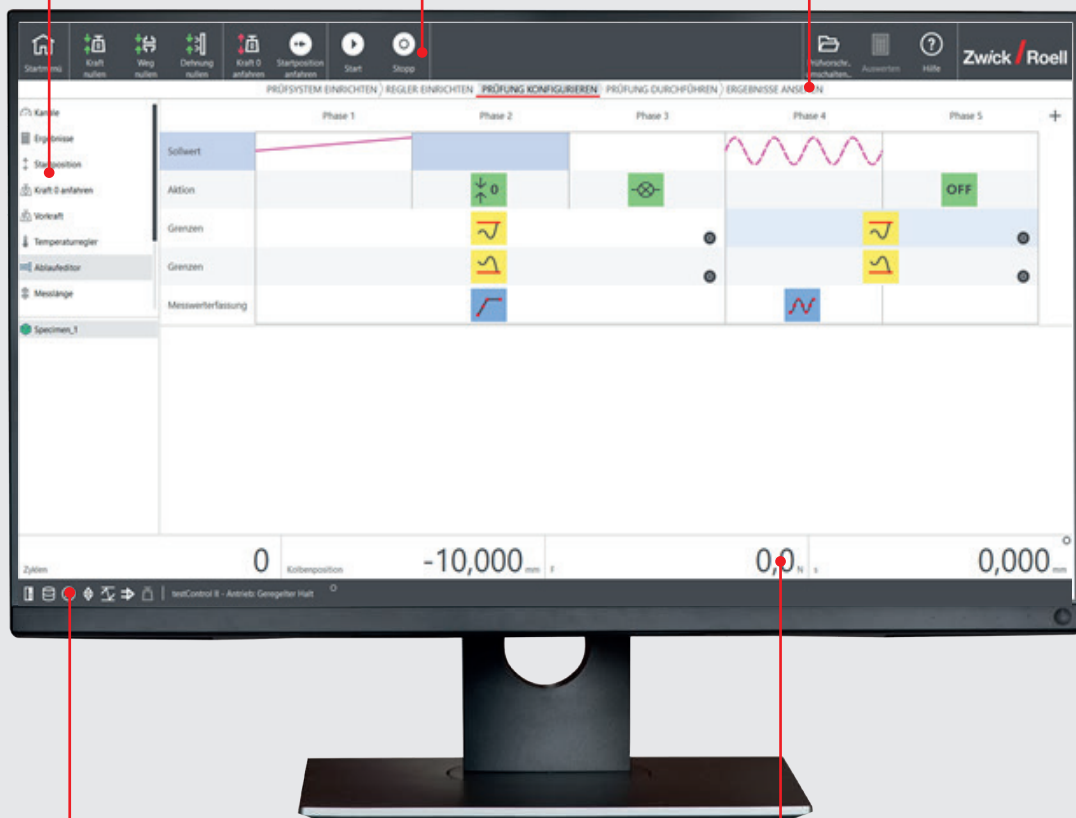 Startmenü
Kraft nullen
Weg nullen
Dehnung nullen
Kraft 0 anfahren
Startposition anfahren
Start
Stopp
Auswerten
Hilfe
Zwick / Roell
PRÜFSYSTEM EINRICHTEN
REGLER EINRICHTEN
PRÜFUNG KONFIGURIEREN
PRÜFUNG DURCHFÜHREN
ERGEBNISSE ANSEHEN
Kanäle
Ergebnisse
Startposition
Kraft 0 anfahren
Vorkraft
Temperaturregler
Ablaufeditor
Messlänge
Specimen_1
Phase 1
Phase 2
Phase 3
Phase 4
Phase 5
+
Sollwert
Aktion
0
OFF
Grenzen
Grenzen
Messwerterfassung
Zyklen
0
Kolbenposition
-10,000 mm
F
0,0 N
s
0,000 mm
testControl II - Antrieb: Geregelter Halt